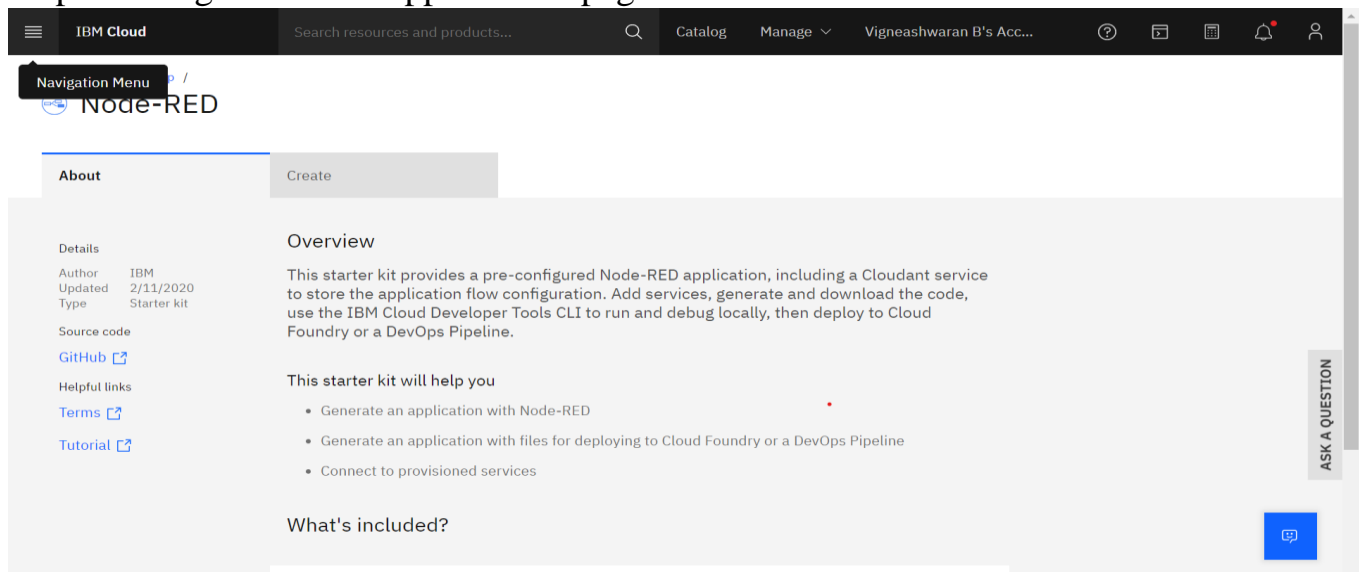 IBM Cloud Search resources and products... Catalog Manage Vigneashwaran B's Acc...
Navigation Menu p /
Node-RED
About Create
Details
Author IBM
Updated 2/11/2020
Type Starter kit
Source code
GitHub
Helpful links
Terms
Tutorial
Overview
This starter kit provides a pre-configured Node-RED application, including a Cloudant service
to store the application flow configuration. Add services, generate and download the code,
use the IBM Cloud Developer Tools CLI to run and debug locally, then deploy to Cloud
Foundry or a DevOps Pipeline.
This starter kit will help you
• Generate an application with Node-RED
• Generate an application with files for deploying to Cloud Foundry or a DevOps Pipeline
• Connect to provisioned services
What's included?
ASK A QUESTION